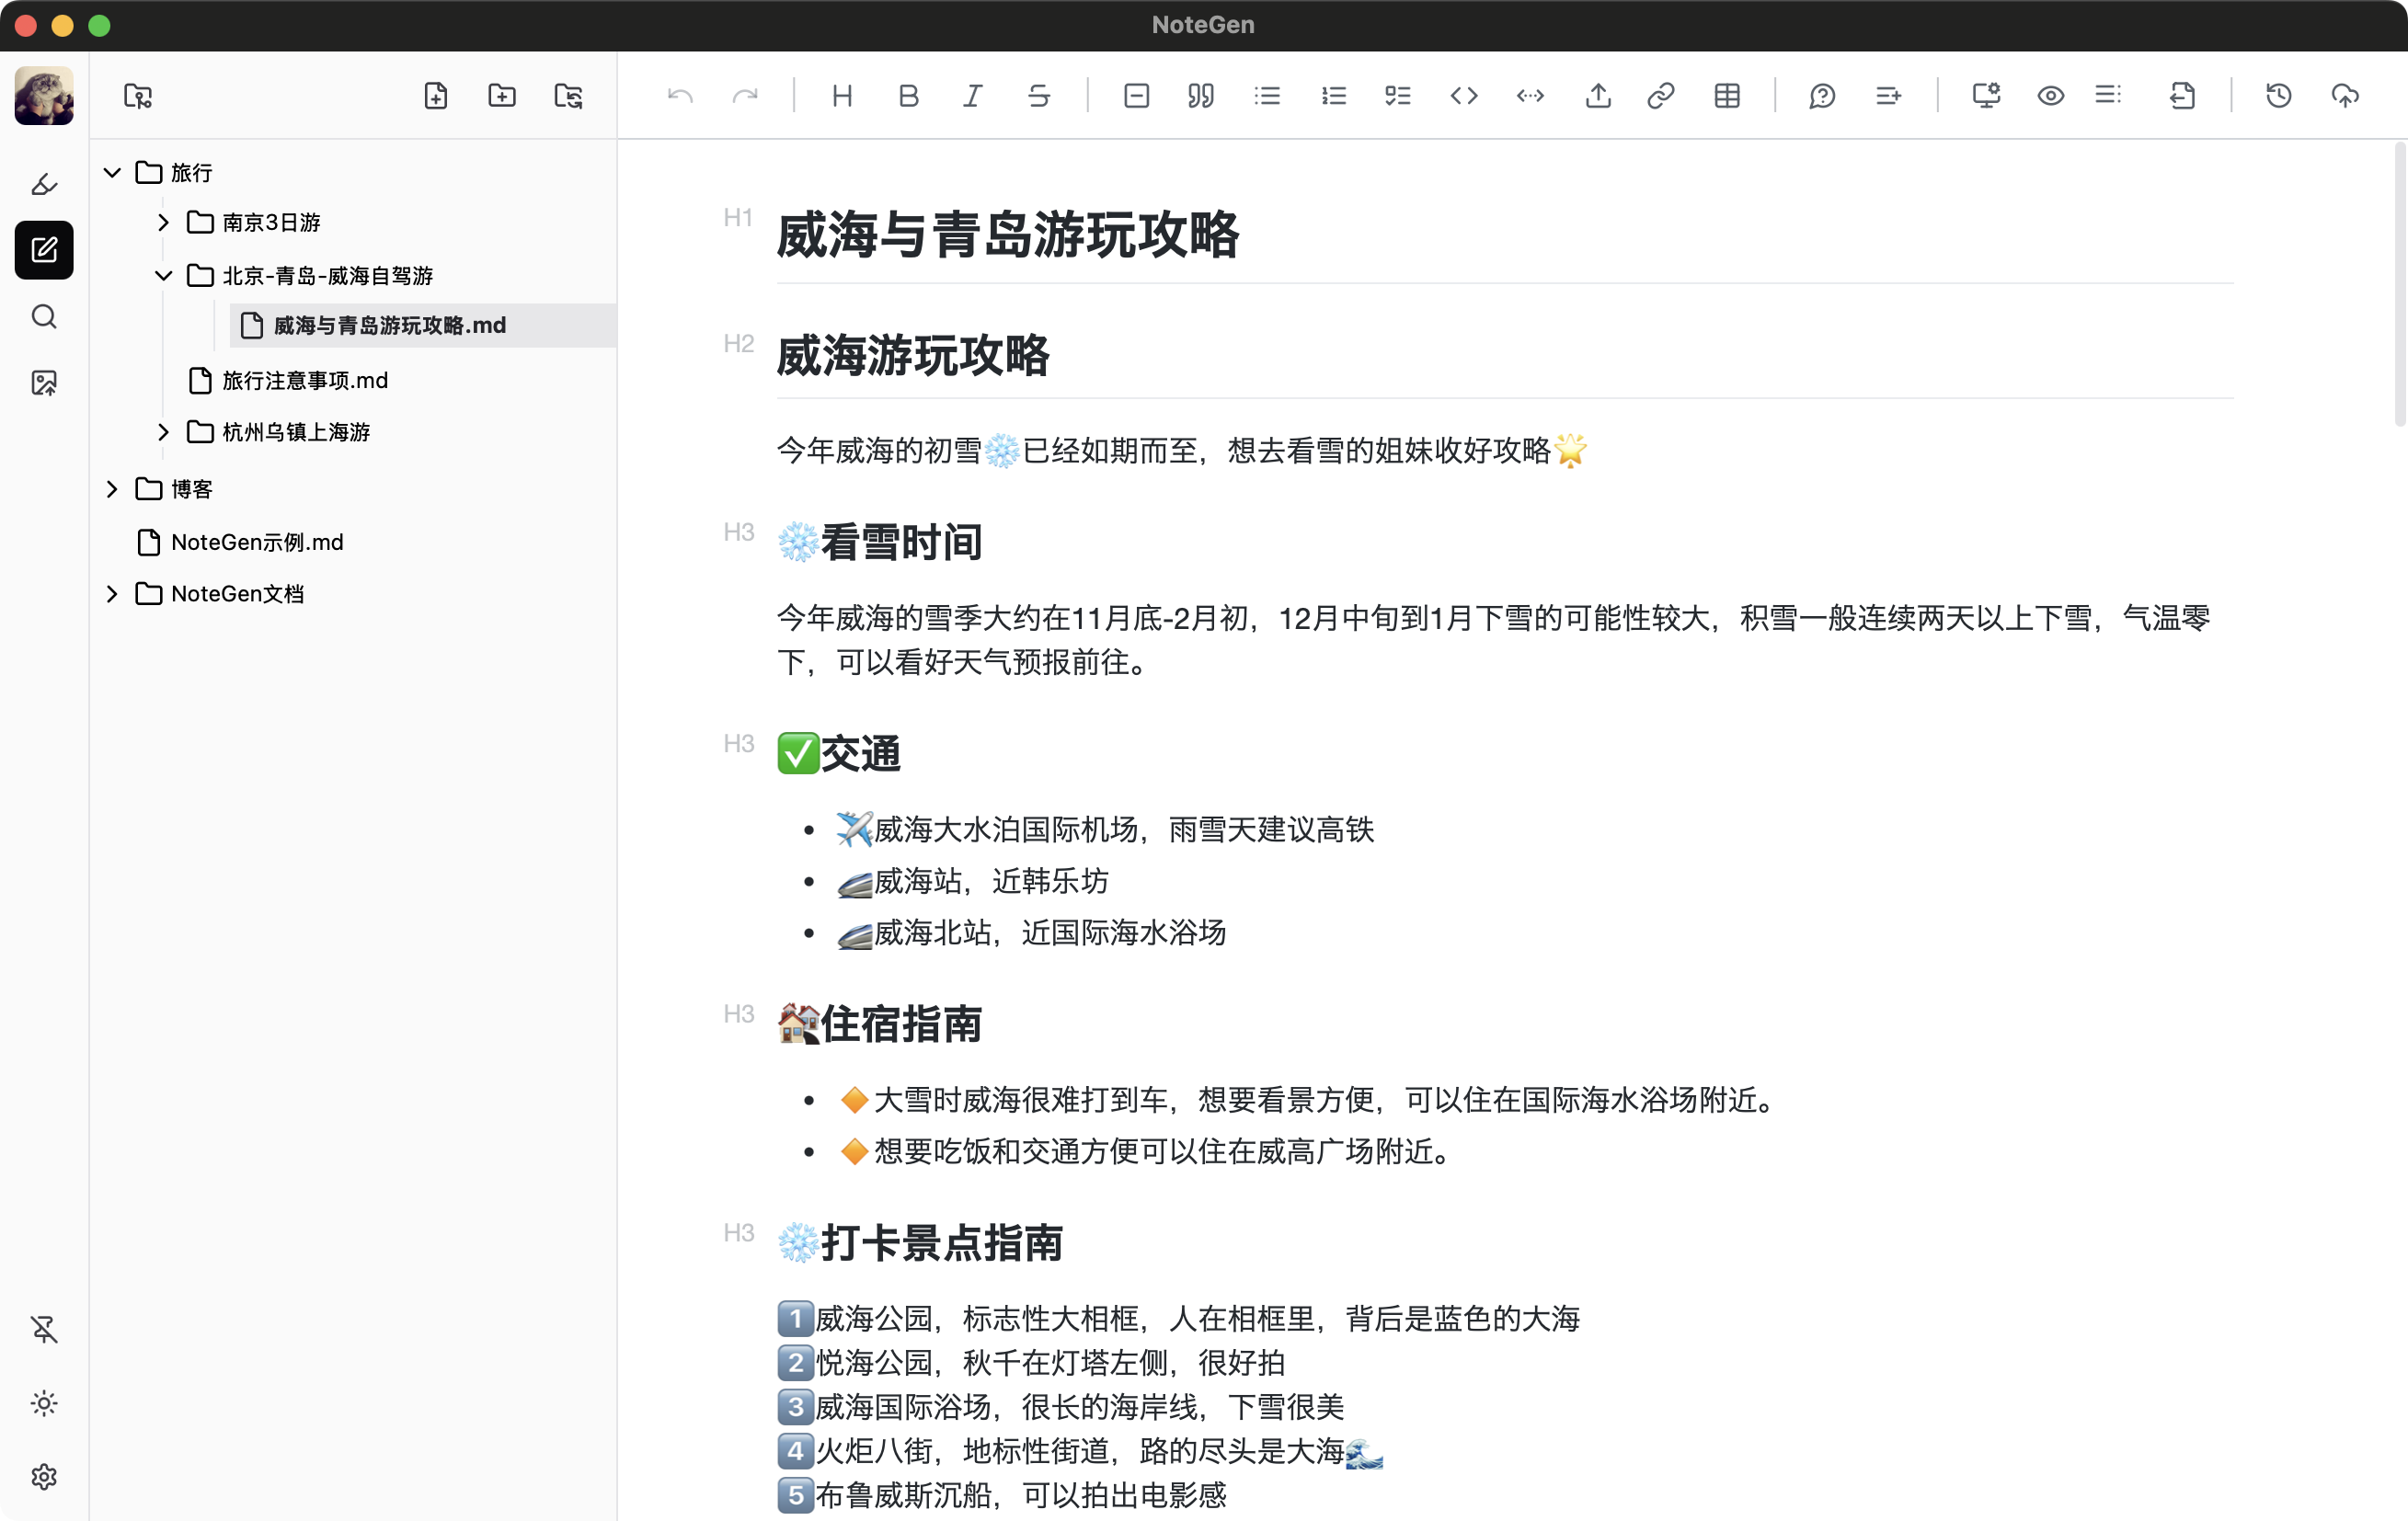 NoteGen
旅行
南京3日游
北京-青岛-威海自驾游
威海与青岛游玩攻略.md
旅行注意事项.md
杭州乌镇上海游
博客
NoteGen示例.md
NoteGen文档
H1 威海与青岛游玩攻略
H2 威海游玩攻略
今年威海的初雪❄️已经如期而至，想去看雪的姐妹收好攻略🌟
H3 ❄️看雪时间
今年威海的雪季大约在11月底-2月初，12月中旬到1月下雪的可能性较大，积雪一般连续两天以上下雪，气温零
下，可以看好天气预报前往。
H3 ✅交通
• ✈️威海大水泊国际机场，雨雪天建议高铁
• 🚄威海站，近韩乐坊
• 🚄威海北站，近国际海水浴场
H3 🏘️住宿指南
• 🔸大雪时威海很难打到车，想要看景方便，可以住在国际海水浴场附近。
• 🔸想要吃饭和交通方便可以住在威高广场附近。
H3 ❄️打卡景点指南
1️⃣威海公园，标志性大相框，人在相框里，背后是蓝色的大海
2️⃣悦海公园，秋千在灯塔左侧，很好拍
3️⃣威海国际浴场，很长的海岸线，下雪很美
4️⃣火炬八街，地标性街道，路的尽头是大海🌊
5️⃣布鲁威斯沉船，可以拍出电影感